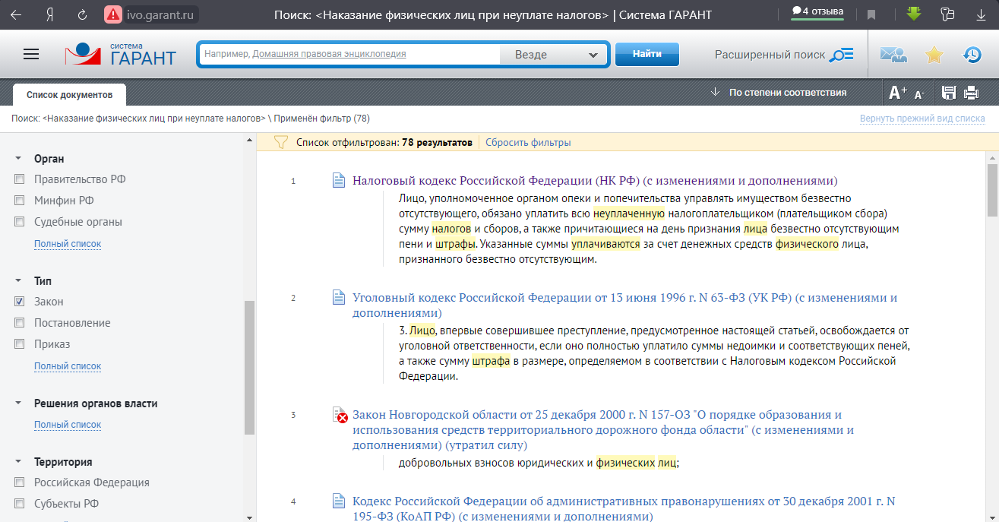 Я
ivo.garant.ru
Поиск: <Наказание физических лиц при неуплате налогов> | Система ГАРАНТ
4 отзыва
система
ГАРАНТ
Например, Домашняя правовая энциклопедия
Везде
Найти
Расширенный поиск
Список документов
По степени соответствия
A+ A-
Поиск: <Наказание физических лиц при неуплате налогов> \ Применён фильтр (78)
Вернуть прежний вид списка
Орган
Правительство РФ
Минфин РФ
Судебные органы
Полный список
Тип
Закон
Постановление
Приказ
Полный список
Решения органов власти
Полный список
Территория
Российская Федерация
Субъекты РФ
Список отфильтрован: 78 результатов
Сбросить фильтры
1
Налоговый кодекс Российской Федерации (НК РФ) (с изменениями и дополнениями)
Лицо, уполномоченное органом опеки и попечительства управлять имуществом безвестно
отсутствующего, обязано уплатить всю неуплаченную налогоплательщиком (плательщиком сбора)
сумму налогов и сборов, а также причитающиеся на день признания лица безвестно отсутствующим
пени и штрафы. Указанные суммы уплачиваются за счет денежных средств физического лица,
признанного безвестно отсутствующим.
2
Уголовный кодекс Российской Федерации от 13 июня 1996 г. N 63-ФЗ (УК РФ) (с изменениями и
дополнениями)
3. Лицо, впервые совершившее преступление, предусмотренное настоящей статьей, освобождается от
уголовной ответственности, если оно полностью уплатило суммы недоимки и соответствующих пеней,
а также сумму штрафа в размере, определяемом в соответствии с Налоговым кодексом Российской
Федерации.
3
Закон Новгородской области от 25 декабря 2000 г. N 157-ОЗ "О порядке образования и
использования средств территориального дорожного фонда области" (с изменениями и
дополнениями) (утратил силу)
добровольных взносов юридических и физических лиц;
4
Кодекс Российской Федерации об административных правонарушениях от 30 декабря 2001 г. N
195-ФЗ (КоАП РФ) (с изменениями и дополнениями)